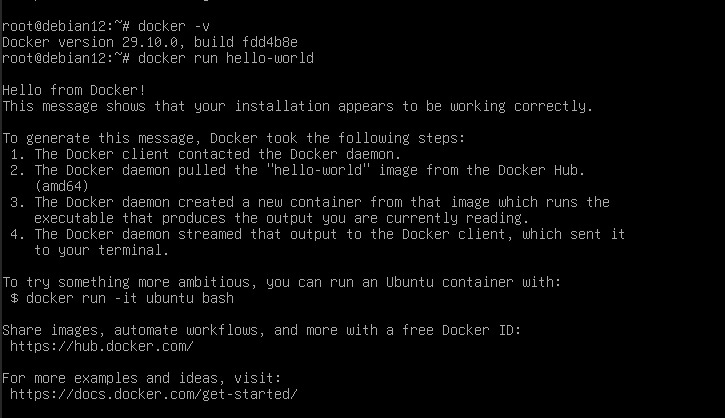 root@debian12:~# docker -v
Docker version 29.10.0, build fdd4b8e
root@debian12:~# docker run hello-world

Hello from Docker!
This message shows that your installation appears to be working correctly.

To generate this message, Docker took the following steps:
 1. The Docker client contacted the Docker daemon.
 2. The Docker daemon pulled the "hello-world" image from the Docker Hub.
    (amd64)
 3. The Docker daemon created a new container from that image which runs the
    executable that produces the output you are currently reading.
 4. The Docker daemon streamed that output to the Docker client, which sent it
    to your terminal.

To try something more ambitious, you can run an Ubuntu container with:
 $ docker run -it ubuntu bash

Share images, automate workflows, and more with a free Docker ID:
 https://hub.docker.com/

For more examples and ideas, visit:
 https://docs.docker.com/get-started/